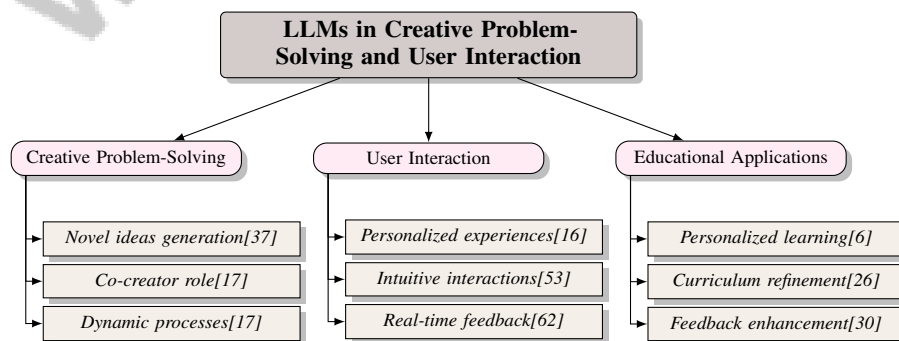 LLMs in Creative Problem-
Solving and User Interaction
Creative Problem-Solving
User Interaction
Educational Applications
Novel ideas generation[37]
Co-creator role[17]
Dynamic processes[17]
Personalized experiences[16]
Intuitive interactions[53]
Real-time feedback[62]
Personalized learning[6]
Curriculum refinement[26]
Feedback enhancement[30]